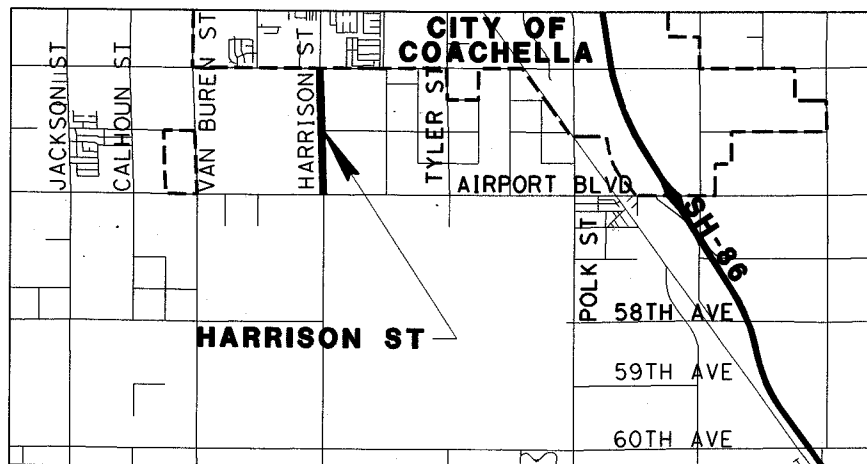 CITY OF
COACHELLA
JACKSON ST
CALHOUN ST
VAN BUREN ST
HARRISON ST
TYLER ST
AIRPORT BLVD
SH-86
POLK ST
HARRISON ST
58TH AVE
59TH AVE
60TH AVE